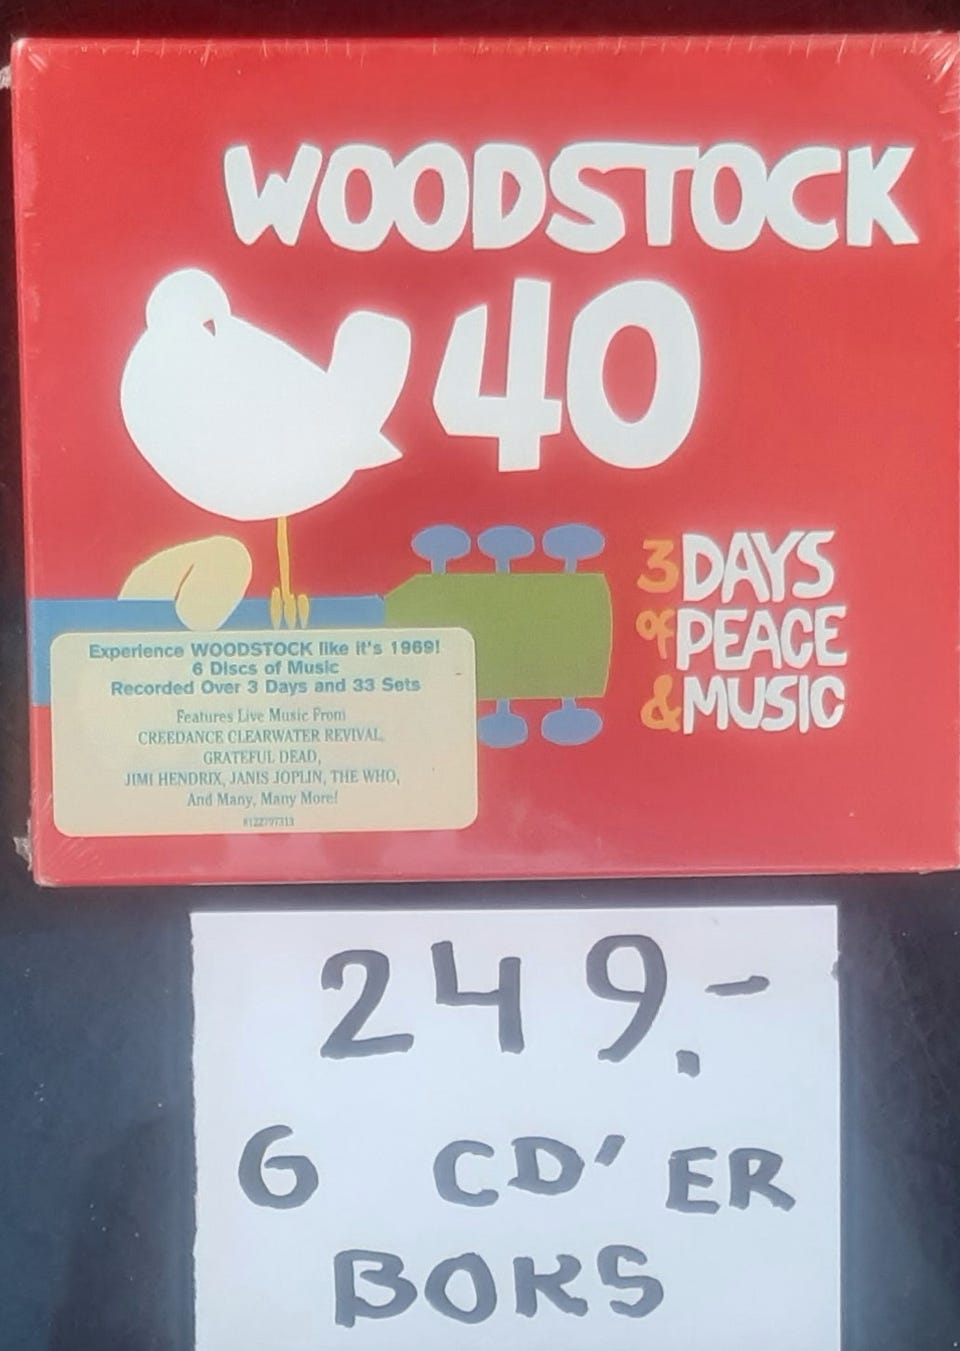 WOODSTOCK
40
3 DAYS
of PEACE
& MUSIC
Experience WOODSTOCK like it's 1969!
6 Discs of Music
Recorded Over 3 Days and 33 Sets
Features Live Music From
CREEDANCE CLEARWATER REVIVAL,
GRATEFUL DEAD,
JIMI HENDRIX, JANIS JOPLIN, THE WHO,
And Many, Many More!
8122797313
249.-
6 CD'ER
BOKS